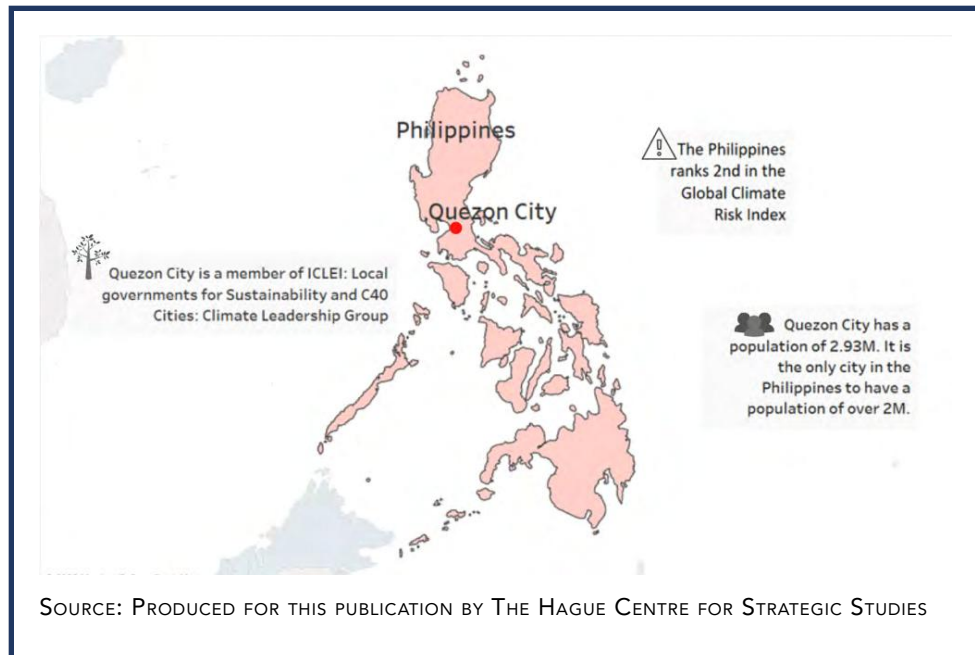 Philippines
Quezon City
The Philippines
ranks 2nd in the
Global Climate
Risk Index
Quezon City is a member of ICLEI: Local
governments for Sustainability and C40
Cities: Climate Leadership Group
Quezon City has a
population of 2.93M. It is
the only city in the
Philippines to have a
population of over 2M.
SOURCE: PRODUCED FOR THIS PUBLICATION BY THE HAGUE CENTRE FOR STRATEGIC STUDIES